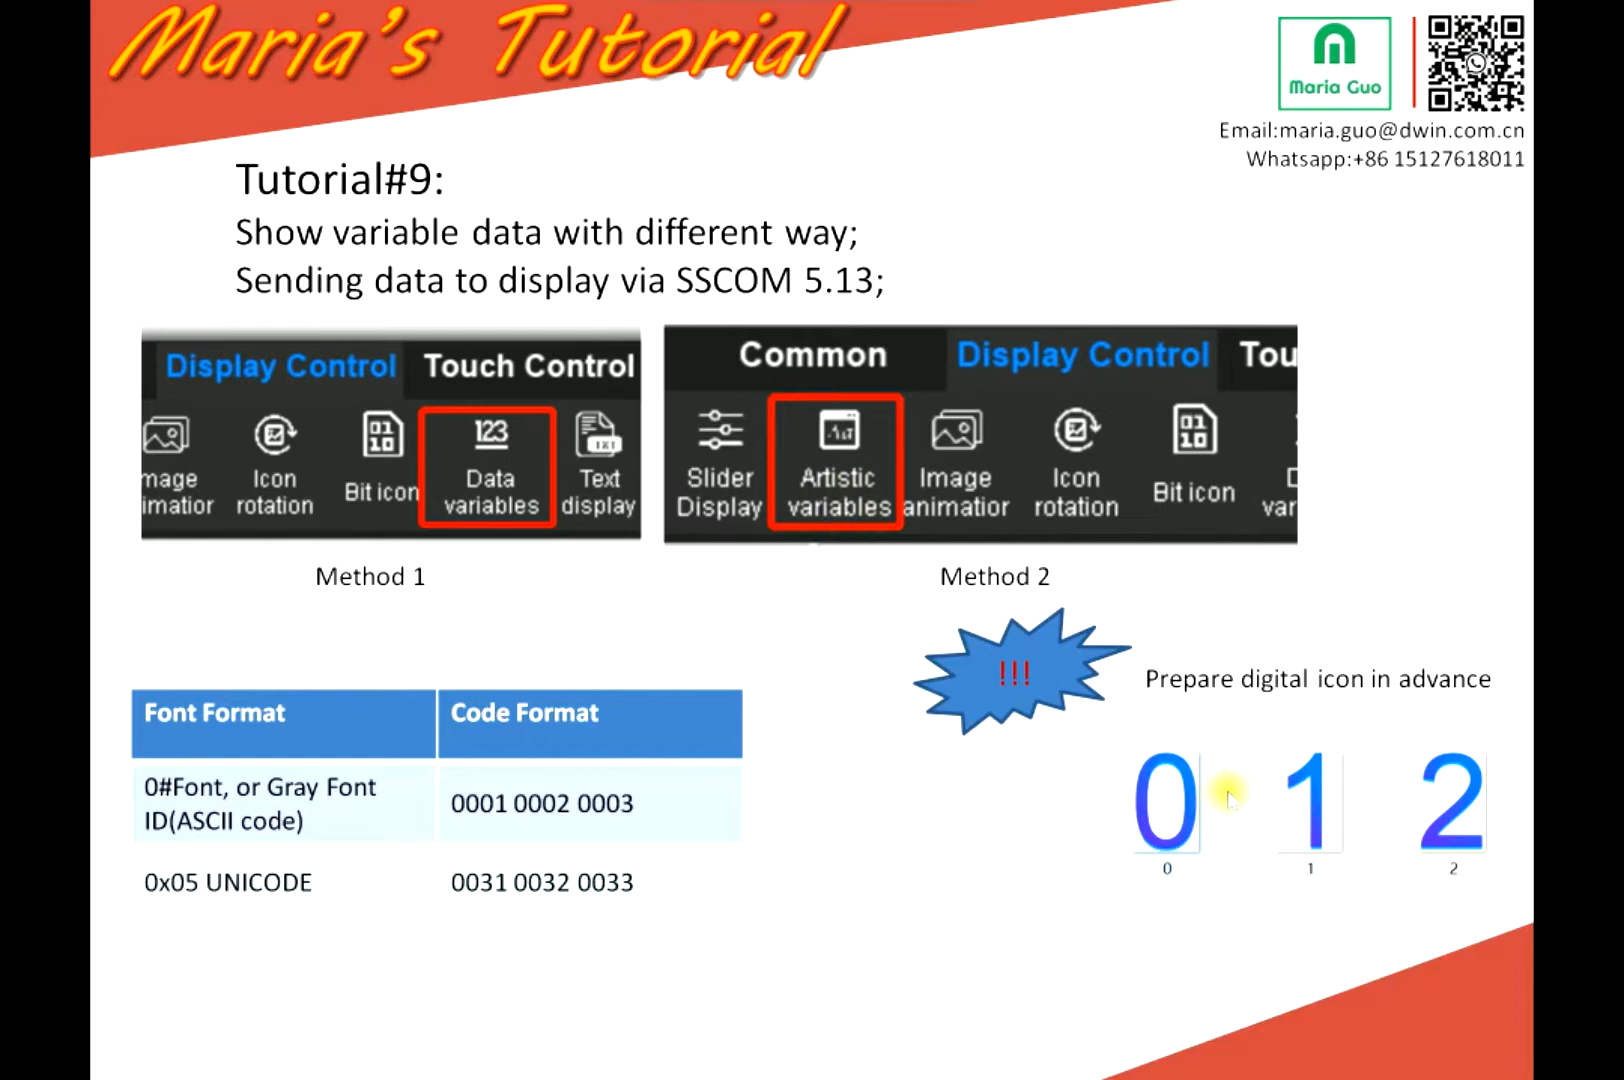 Maria's Tutorial
Maria Guo
Email:maria.guo@dwin.com.cn
Whatsapp:+86 15127618011
Tutorial#9:
Show variable data with different way;
Sending data to display via SSCOM 5.13;
Display Control Touch Control
mage
imatior
Icon
rotation
Bit icon
123
Data
variables
TXT
Text
display
Method 1
Common Display Control Tou
Slider
Display
Artistic
variables
Image
animatior
Icon
rotation
01
10
Bit icon
var
Method 2
!!!
Prepare digital icon in advance
Font Format Code Format
0#Font, or Gray Font
ID(ASCII code)
0001 0002 0003
0x05 UNICODE 0031 0032 0033
0 1 2
0 1 2